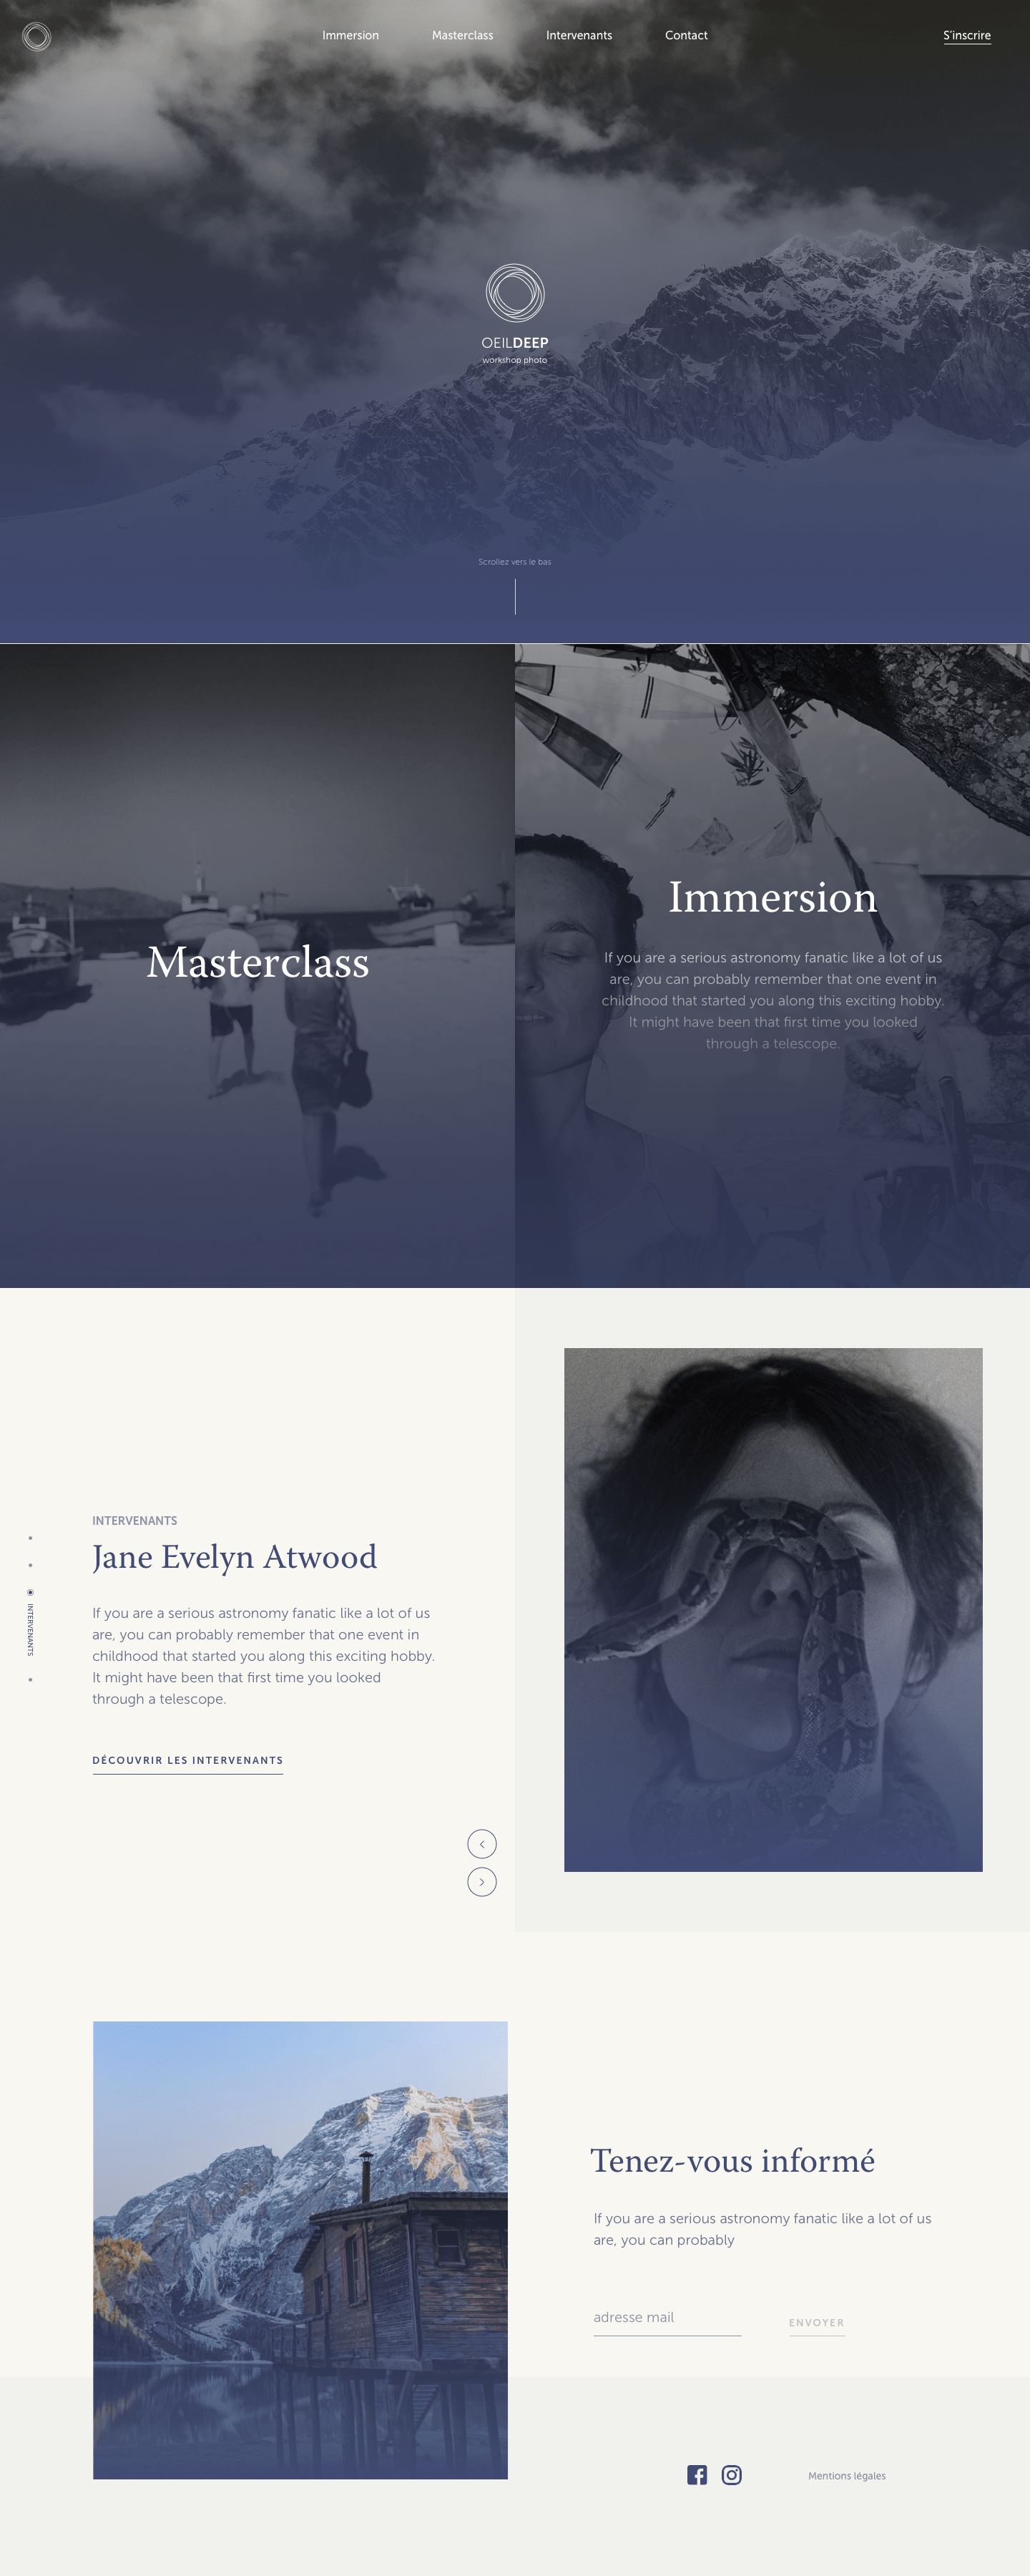 Immersion
Masterclass
Intervenants
Contact
S'inscrire
OEILDEEP
workshop photo
Scrollez vers le bas
Masterclass
Immersion
If you are a serious astronomy fanatic like a lot of us
are, you can probably remember that one event in
childhood that started you along this exciting hobby.
It might have been that first time you looked
through a telescope.
INTERVENANTS
Jane Evelyn Atwood
If you are a serious astronomy fanatic like a lot of us
are, you can probably remember that one event in
childhood that started you along this exciting hobby.
It might have been that first time you looked
through a telescope.
INTERVENANTS
DÉCOUVRIR LES INTERVENANTS
Tenez-vous informé
If you are a serious astronomy fanatic like a lot of us
are, you can probably
adresse mail
ENVOYER
Mentions légales